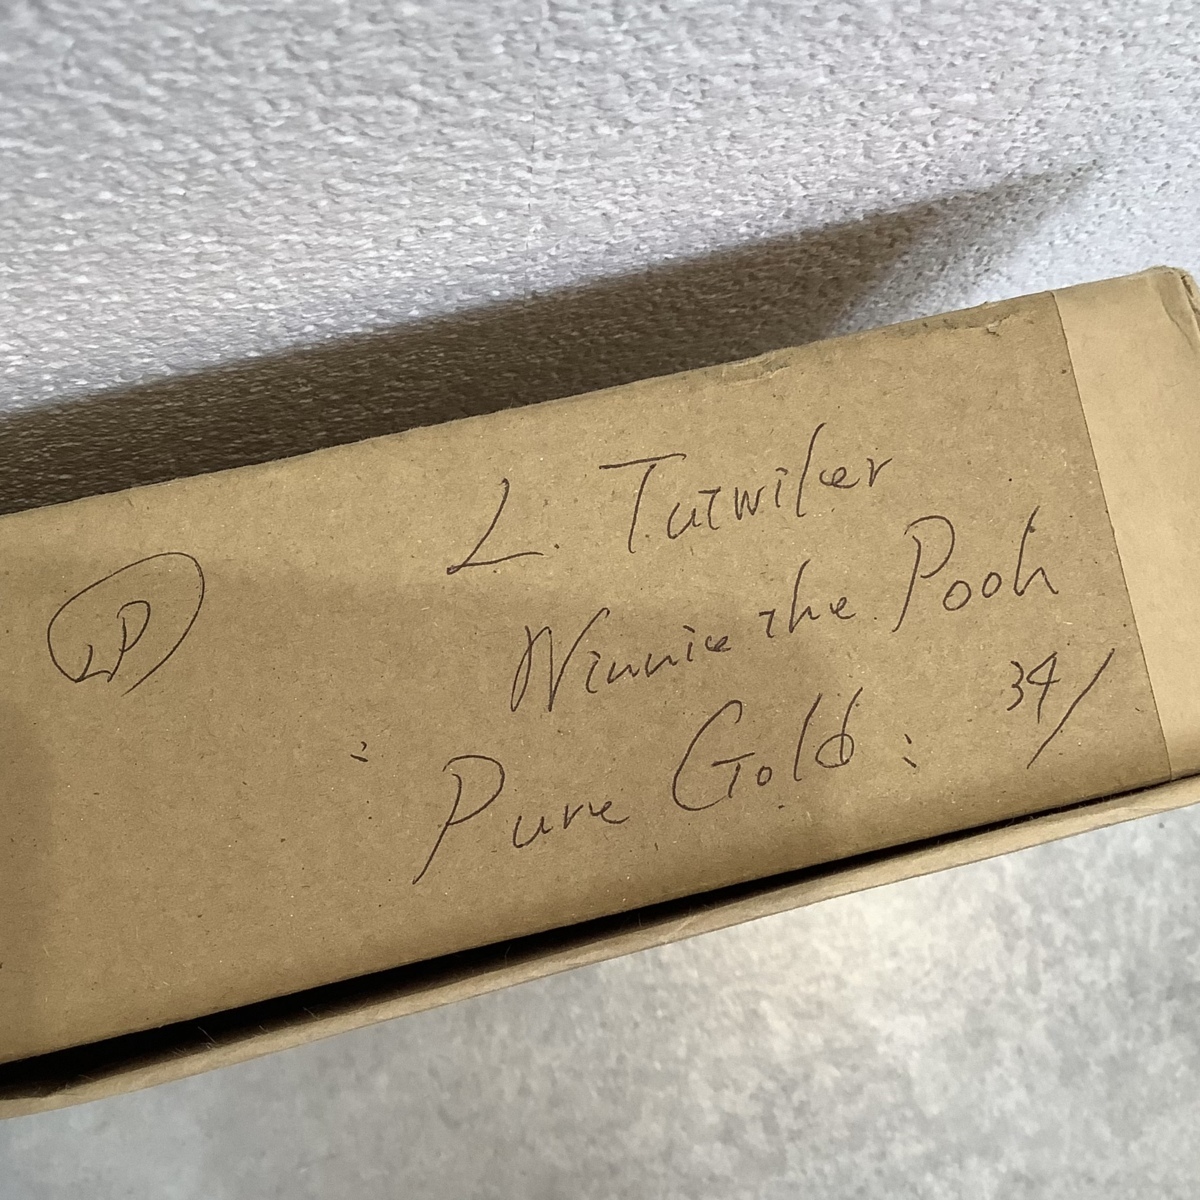 L. Tutwiler
LP
Winnie the Pooh
34/
"Pure Gold"